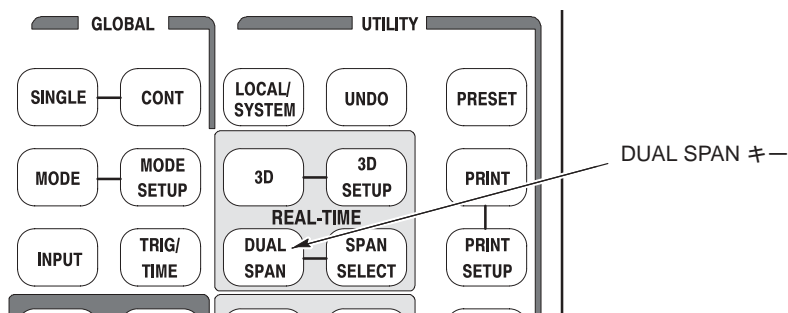 GLOBAL
UTILITY
SINGLE
CONT
LOCAL/
SYSTEM
UNDO
PRESET
MODE
MODE
SETUP
3D
3D
SETUP
PRINT
DUAL SPAN キー
REAL-TIME
INPUT
TRIG/
TIME
DUAL
SPAN
SPAN
SELECT
PRINT
SETUP